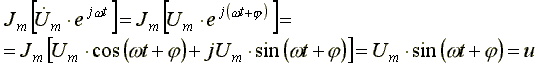 J_m[U̇_m · e^{jωt}] = J_m[U_m · e^{j(ωt+φ)}] =
= J_m[U_m · cos(ωt + φ) + jU_m · sin(ωt + φ)] = U_m · sin(ωt + φ) = u